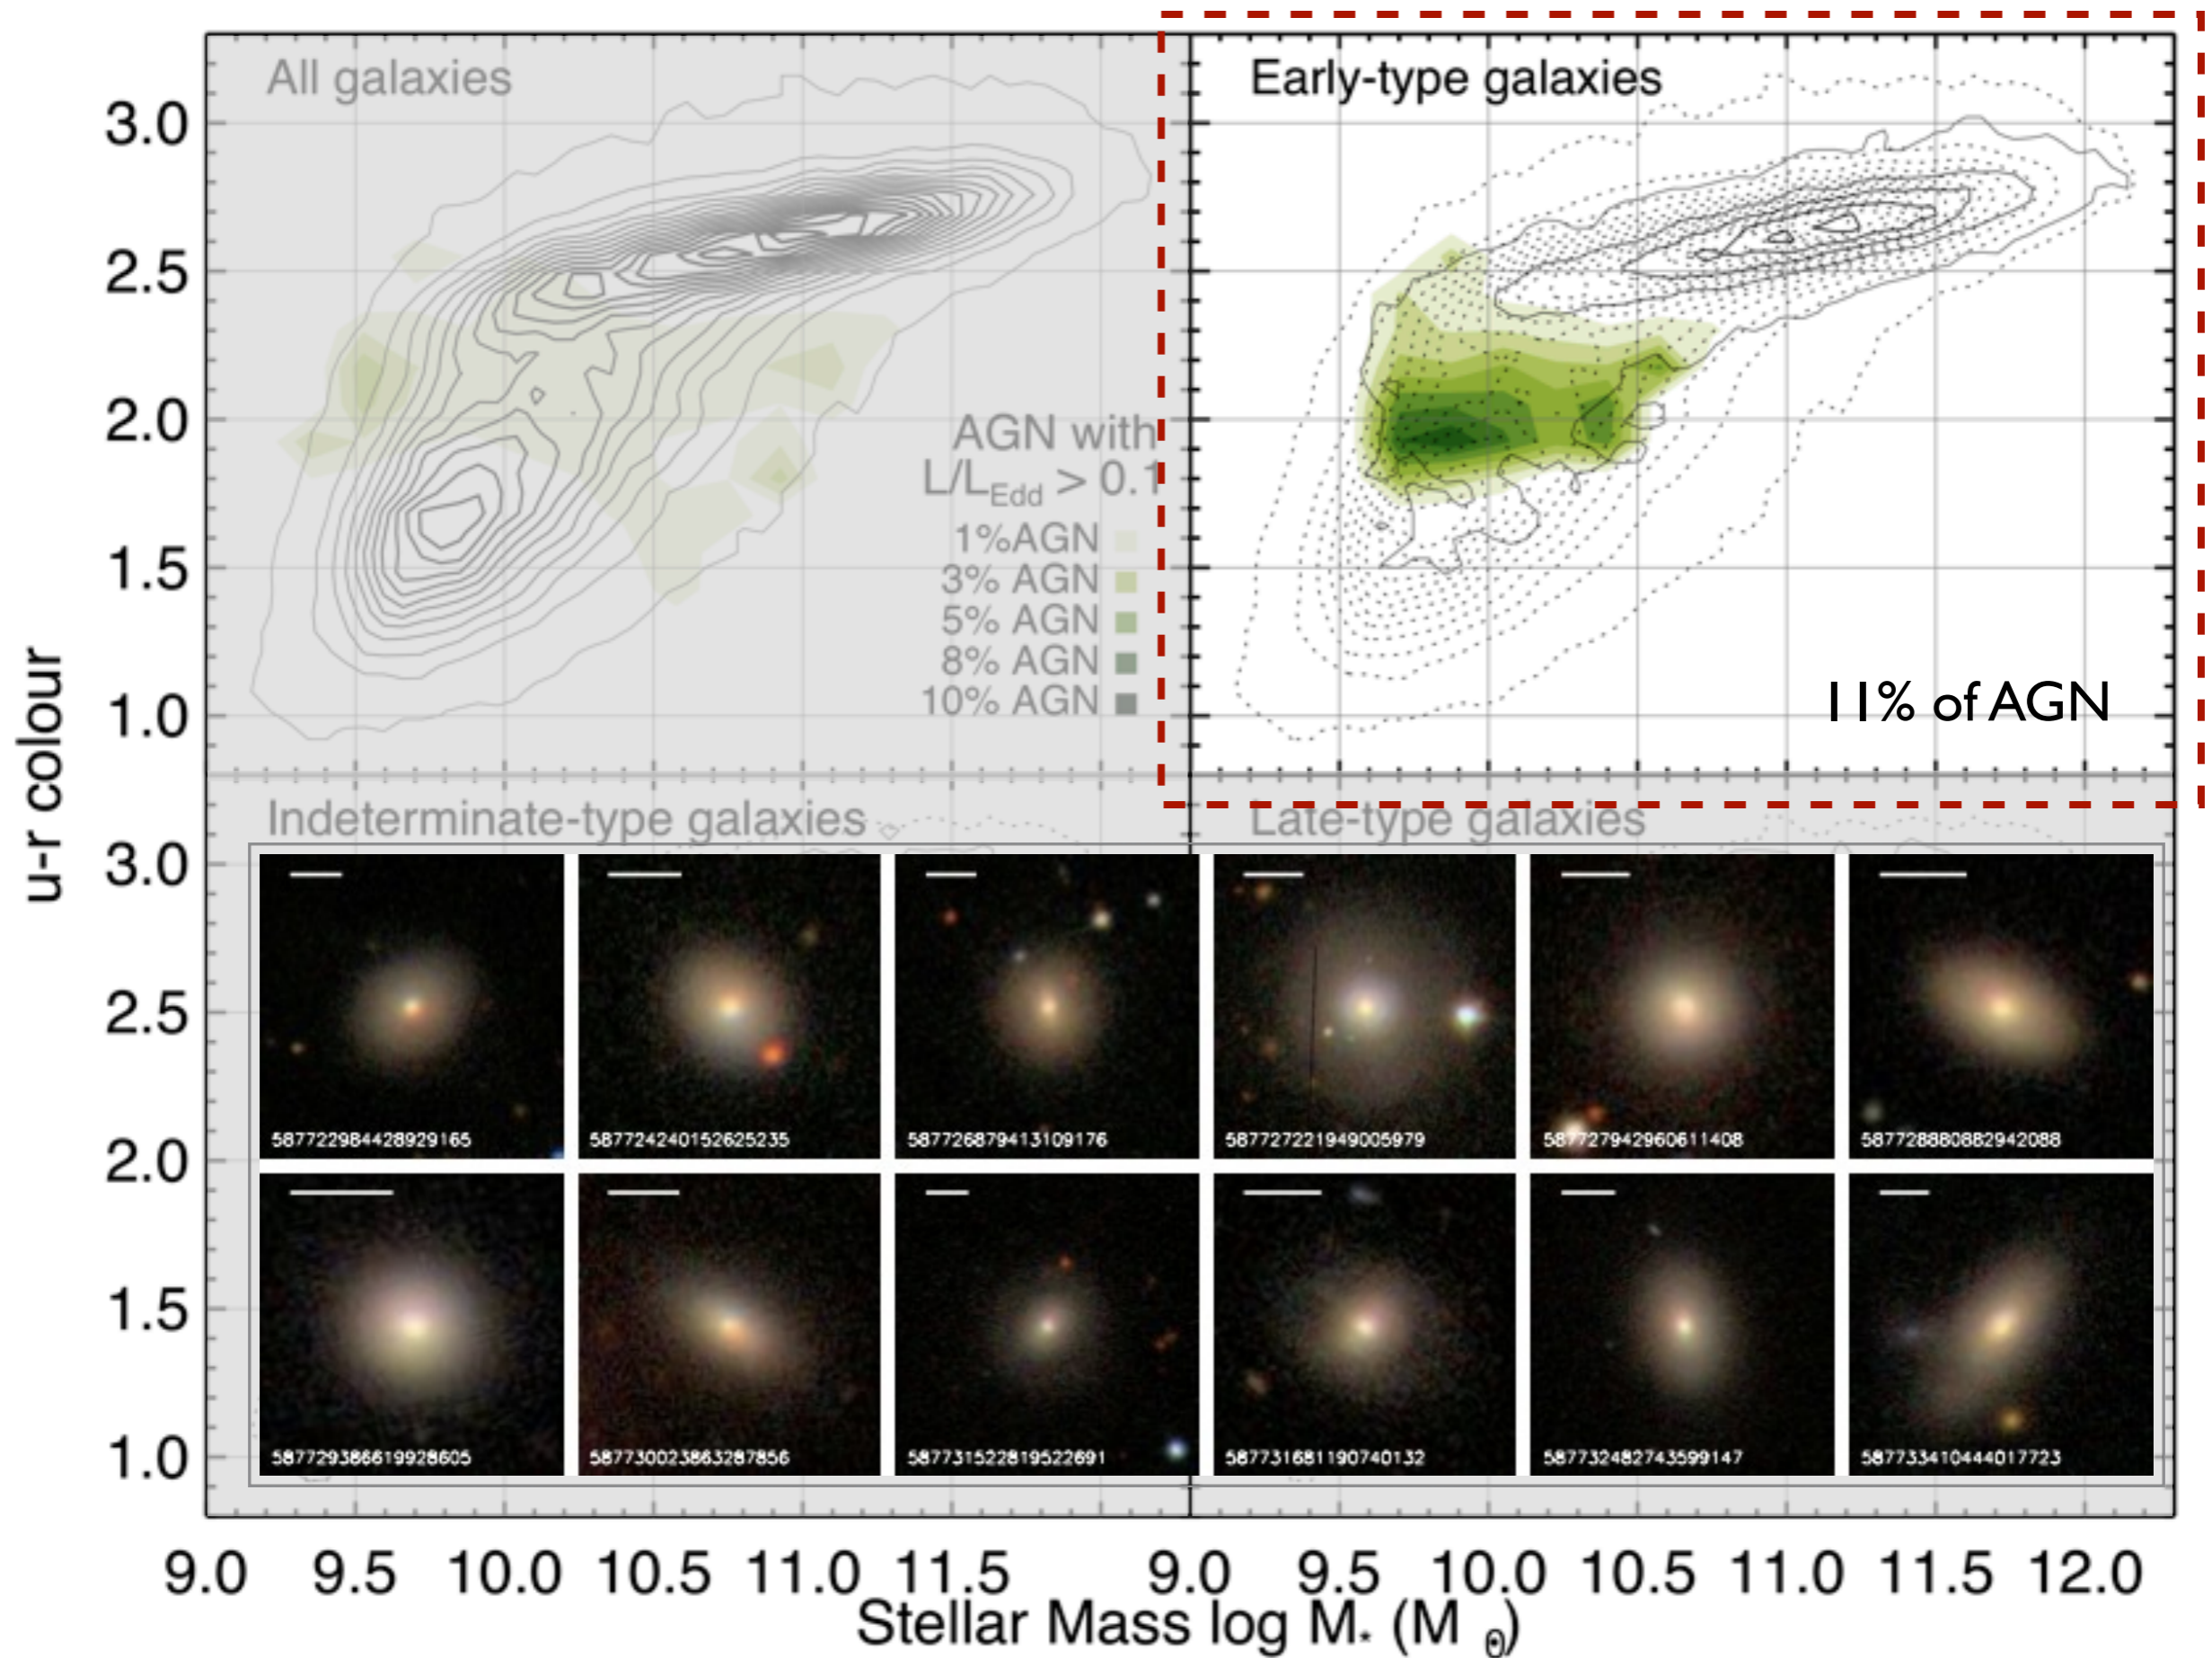 All galaxies
Early-type galaxies
3.0
2.5
2.0
1.5
1.0
AGN with
L/LEdd > 0.1
1%AGN
3% AGN
5% AGN
8% AGN
10% AGN
11% of AGN
u-r colour
Indeterminate-type galaxies
Late-type galaxies
3.0
2.5
2.0
1.5
1.0
587722984428929165
587724240152625235
587726879413109176
587727221949005979
587727942960611408
587728880882942088
587729386619928605
587730023863287856
587731522819522691
587731681190740132
587732482743599147
587733410444017723
9.0 9.5 10.0 10.5 11.0 11.5 9.0 9.5 10.0 10.5 11.0 11.5 12.0
Stellar Mass log M* (M⊙)